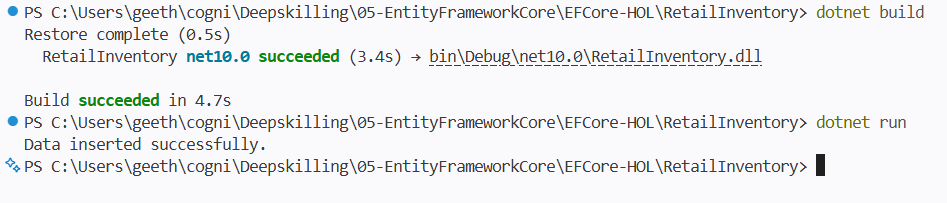 PS C:\Users\geeth\cogni\Deepskilling\05-EntityFrameworkCore\EFCore-HOL\RetailInventory> dotnet build
Restore complete (0.5s)
  RetailInventory net10.0 succeeded (3.4s) → bin\Debug\net10.0\RetailInventory.dll

Build succeeded in 4.7s
PS C:\Users\geeth\cogni\Deepskilling\05-EntityFrameworkCore\EFCore-HOL\RetailInventory> dotnet run
Data inserted successfully.
PS C:\Users\geeth\cogni\Deepskilling\05-EntityFrameworkCore\EFCore-HOL\RetailInventory>